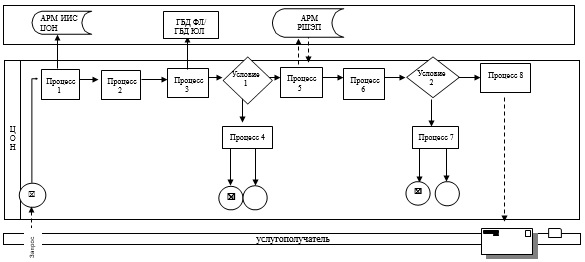 АРМ ИИС
ЦОН
ГБД ФЛ/
ГБД ЮЛ
АРМ
РШЭП
Процесс
1
Процесс
2
Процесс
3
Условие
1
Процесс
5
Процесс
6
Условие
2
Процесс 8
Процесс 4
Процесс 7
Ц
О
Н
Запрос
услугополучатель